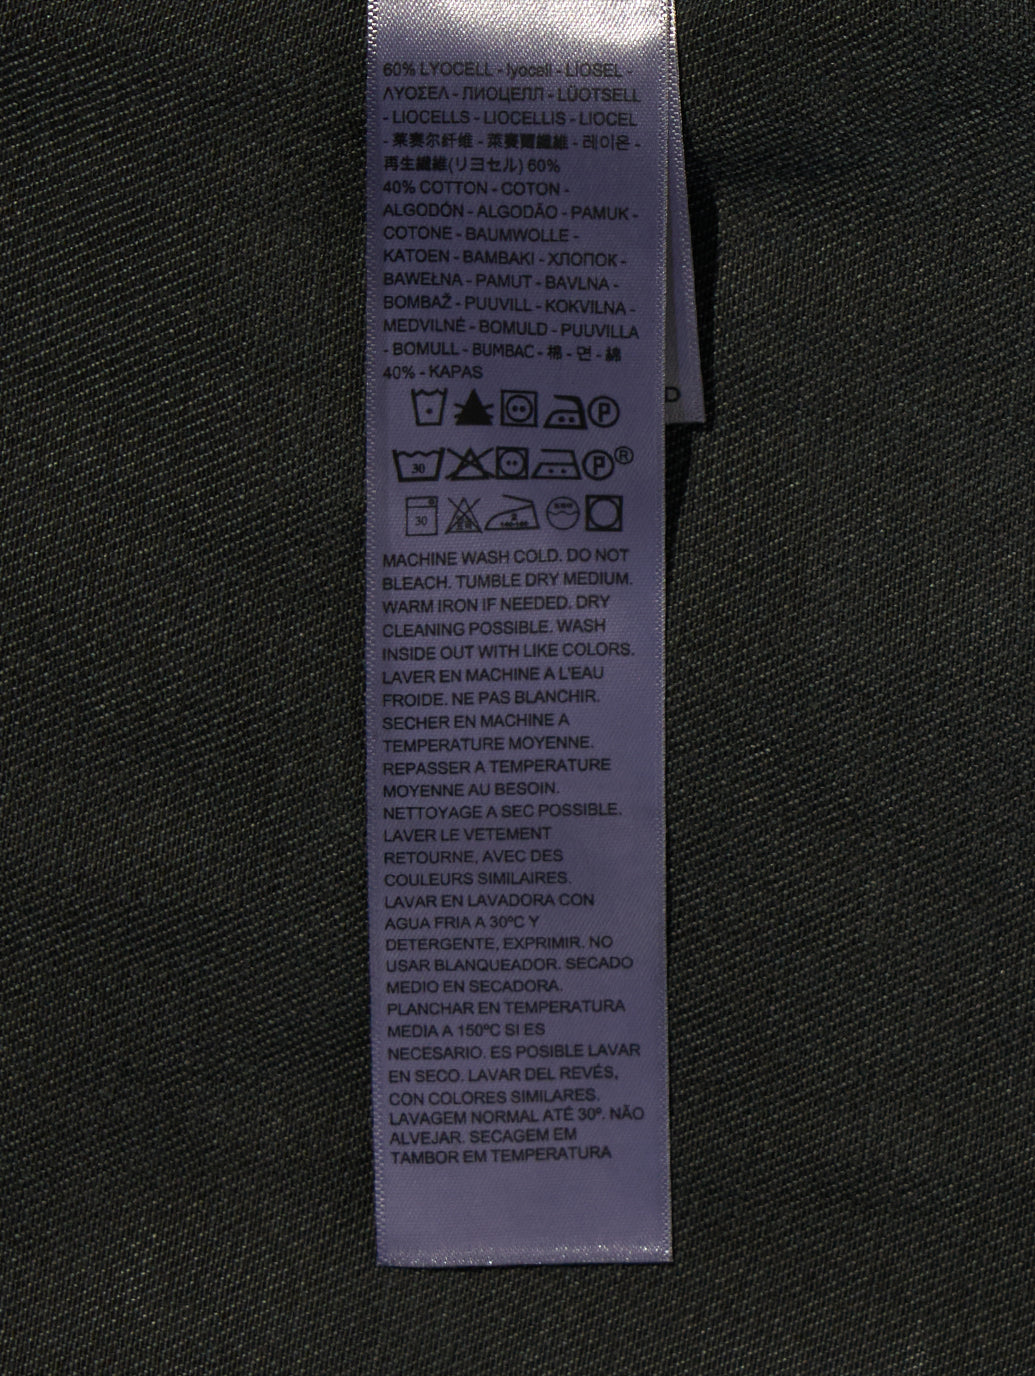 60% LYOCELL - lyocell - LIOSEL -
ΛΥΟΣΕΛ - ЛИОЦЕЛЛ - LÜOTSELL
- LIOCELLS - LIOCELLIS - LIOCEL
- 莱赛尔纤维 - 萊賽爾纖維 - 레이온 -
再生繊維(リヨセル) 60%
40% COTTON - COTON -
ALGODÓN - ALGODÃO - PAMUK -
COTONE - BAUMWOLLE -
KATOEN - BAMBAKI - ХЛОПОК -
BAWEŁNA - PAMUT - BAVLNA -
BOMBAŽ - PUUVILL - KOKVILNA -
MEDVILNĖ - BOMULD - PUUVILLA
- BOMULL - BUMBAC - 棉 - 면 - 綿
40% - KAPAS
P
30 P®
30 2
MACHINE WASH COLD. DO NOT
BLEACH. TUMBLE DRY MEDIUM.
WARM IRON IF NEEDED. DRY
CLEANING POSSIBLE. WASH
INSIDE OUT WITH LIKE COLORS.
LAVER EN MACHINE A L'EAU
FROIDE. NE PAS BLANCHIR.
SECHER EN MACHINE A
TEMPERATURE MOYENNE.
REPASSER A TEMPERATURE
MOYENNE AU BESOIN.
NETTOYAGE A SEC POSSIBLE.
LAVER LE VETEMENT
RETOURNE, AVEC DES
COULEURS SIMILAIRES.
LAVAR EN LAVADORA CON
AGUA FRIA A 30ºC Y
DETERGENTE, EXPRIMIR. NO
USAR BLANQUEADOR. SECADO
MEDIO EN SECADORA.
PLANCHAR EN TEMPERATURA
MEDIA A 150ºC SI ES
NECESARIO. ES POSIBLE LAVAR
EN SECO. LAVAR DEL REVÉS,
CON COLORES SIMILARES.
LAVAGEM NORMAL ATÉ 30º. NÃO
ALVEJAR. SECAGEM EM
TAMBOR EM TEMPERATURA